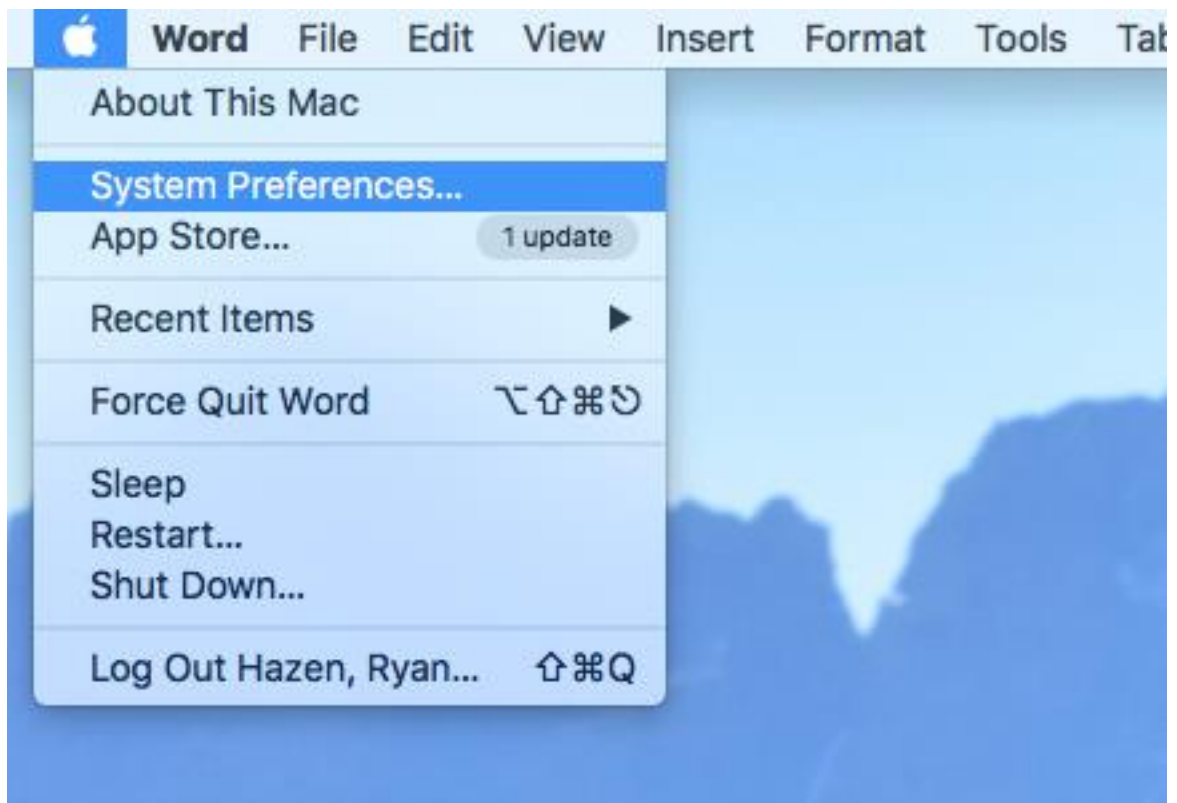 Word File Edit View Insert Format Tools
About This Mac
System Preferences...
App Store... 1 update
Recent Items ▶
Force Quit Word ⌥⇧⌘⎋
Sleep
Restart...
Shut Down...
Log Out Hazen, Ryan... ⇧⌘Q